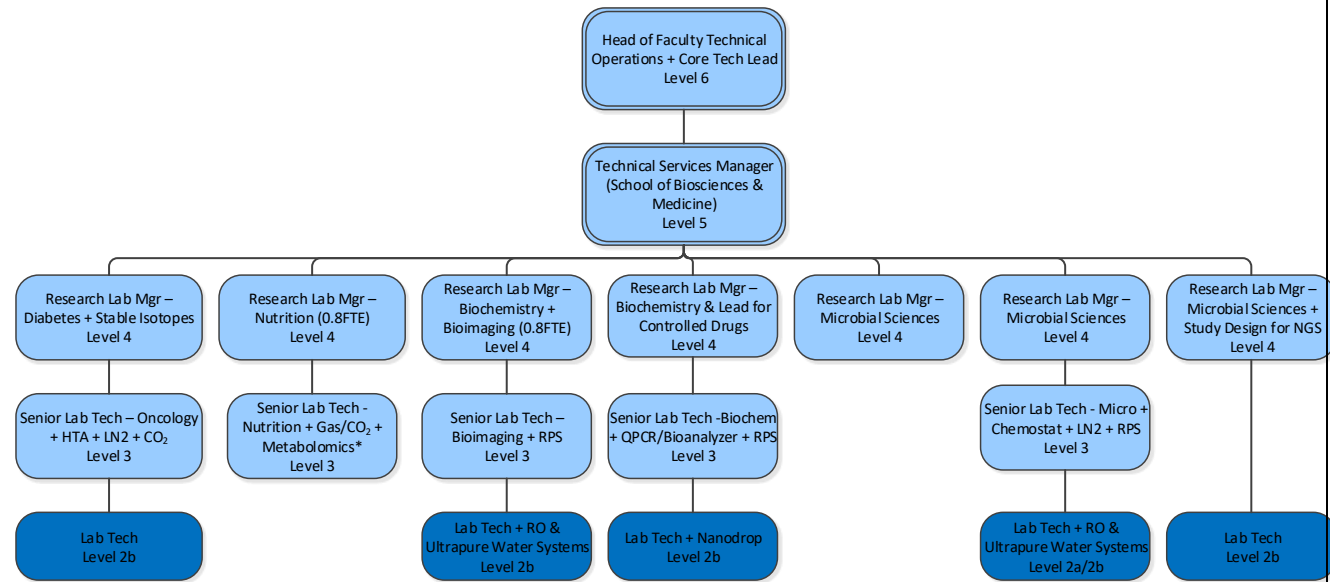 Head of Faculty Technical
Operations + Core Tech Lead
Level 6
Technical Services Manager
(School of Biosciences &
Medicine)
Level 5
Research Lab Mgr –
Diabetes + Stable Isotopes
Level 4
Research Lab Mgr –
Nutrition (0.8FTE)
Level 4
Research Lab Mgr –
Biochemistry +
Bioimaging (0.8FTE)
Level 4
Research Lab Mgr –
Biochemistry & Lead for
Controlled Drugs
Level 4
Research Lab Mgr –
Microbial Sciences
Level 4
Research Lab Mgr –
Microbial Sciences
Level 4
Research Lab Mgr –
Microbial Sciences +
Study Design for NGS
Level 4
Senior Lab Tech – Oncology
+ HTA + LN2 + CO₂
Level 3
Senior Lab Tech -
Nutrition + Gas/CO₂ +
Metabolomics*
Level 3
Senior Lab Tech –
Bioimaging + RPS
Level 3
Senior Lab Tech -Biochem
+ QPCR/Bioanalyzer + RPS
Level 3
Senior Lab Tech - Micro +
Chemostat + LN2 + RPS
Level 3
Lab Tech
Level 2b
Lab Tech + RO &
Ultrapure Water Systems
Level 2b
Lab Tech + Nanodrop
Level 2b
Lab Tech + RO &
Ultrapure Water Systems
Level 2a/2b
Lab Tech
Level 2b